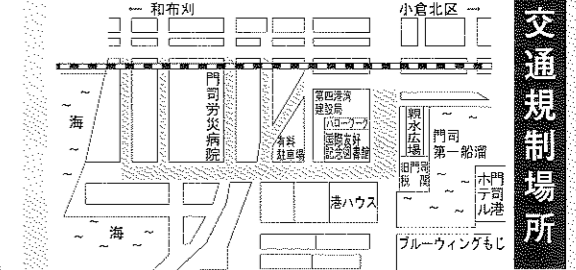 交通規制場所
← 和布刈
小倉北区 →
海
門司労災病院
有料
駐車場
第四港湾
建設局
ハローワーク
国際友好
記念図書館
親水広場
門司
第一船溜
旧門司
税関
門司港
ホテル
海
港ハウス
ブルーウィングもじ